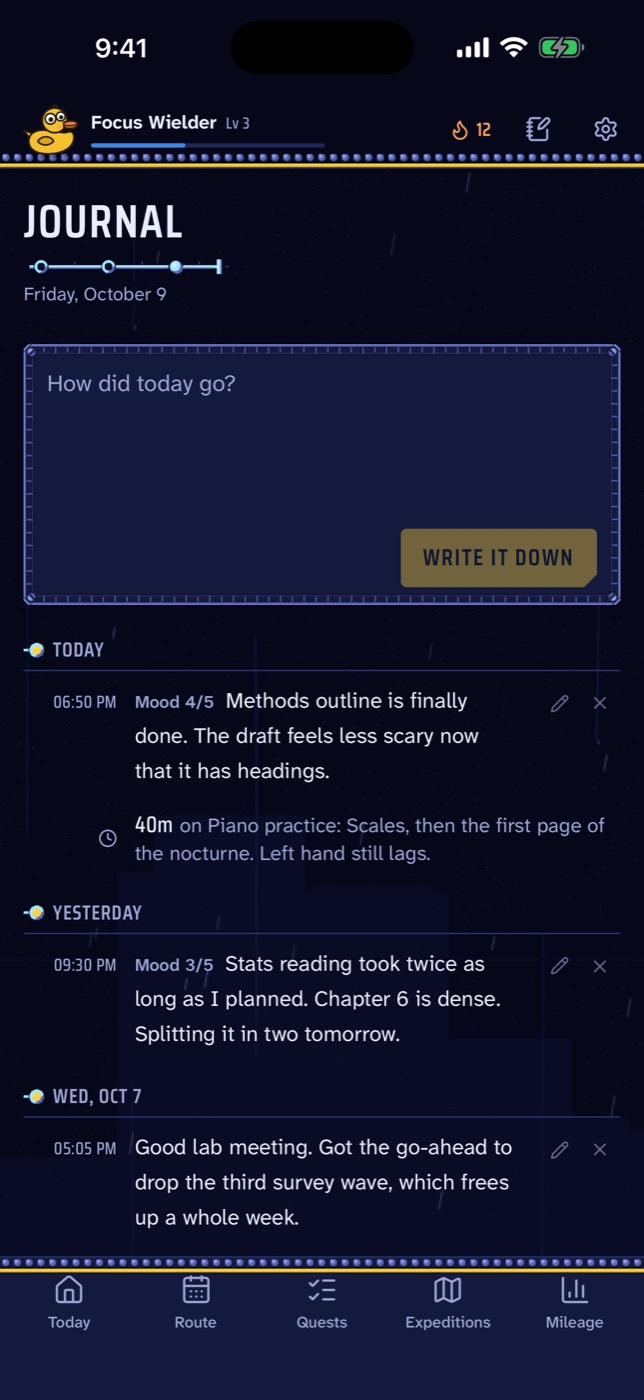 9:41
Focus Wielder Lv 3
12
JOURNAL
Friday, October 9
How did today go?
WRITE IT DOWN
TODAY
06:50 PM Mood 4/5 Methods outline is finally
done. The draft feels less scary now
that it has headings.
40m on Piano practice: Scales, then the first page of
the nocturne. Left hand still lags.
YESTERDAY
09:30 PM Mood 3/5 Stats reading took twice as
long as I planned. Chapter 6 is dense.
Splitting it in two tomorrow.
WED, OCT 7
05:05 PM Good lab meeting. Got the go-ahead to
drop the third survey wave, which frees
up a whole week.
Today Route Quests Expeditions Mileage